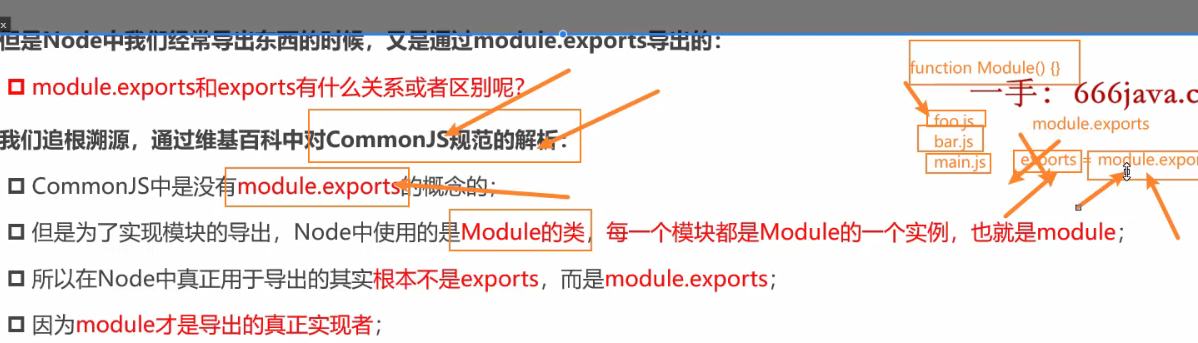 但是Node中我们经常导出东西的时候，又是通过module.exports导出的：
function Module() {}
module.exports和exports有什么关系或者区别呢？
一手：666java.c
foo.js
module.exports
我们追根溯源，通过维基百科中对CommonJS规范的解析：
bar.js
main.js
exports = module.expor
CommonJS中是没有module.exports的概念的；
但是为了实现模块的导出，Node中使用的是Module的类，每一个模块都是Module的一个实例，也就是module；
所以在Node中真正用于导出的其实根本不是exports，而是module.exports；
因为module才是导出的真正实现者；